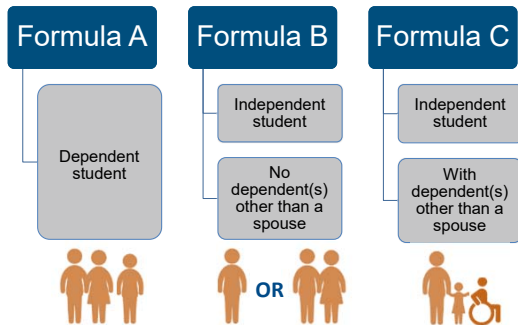 Formula A
Dependent
student
Formula B
Independent
student
No
dependent(s)
other than a
spouse
OR
Formula C
Independent
student
With
dependent(s)
other than a
spouse